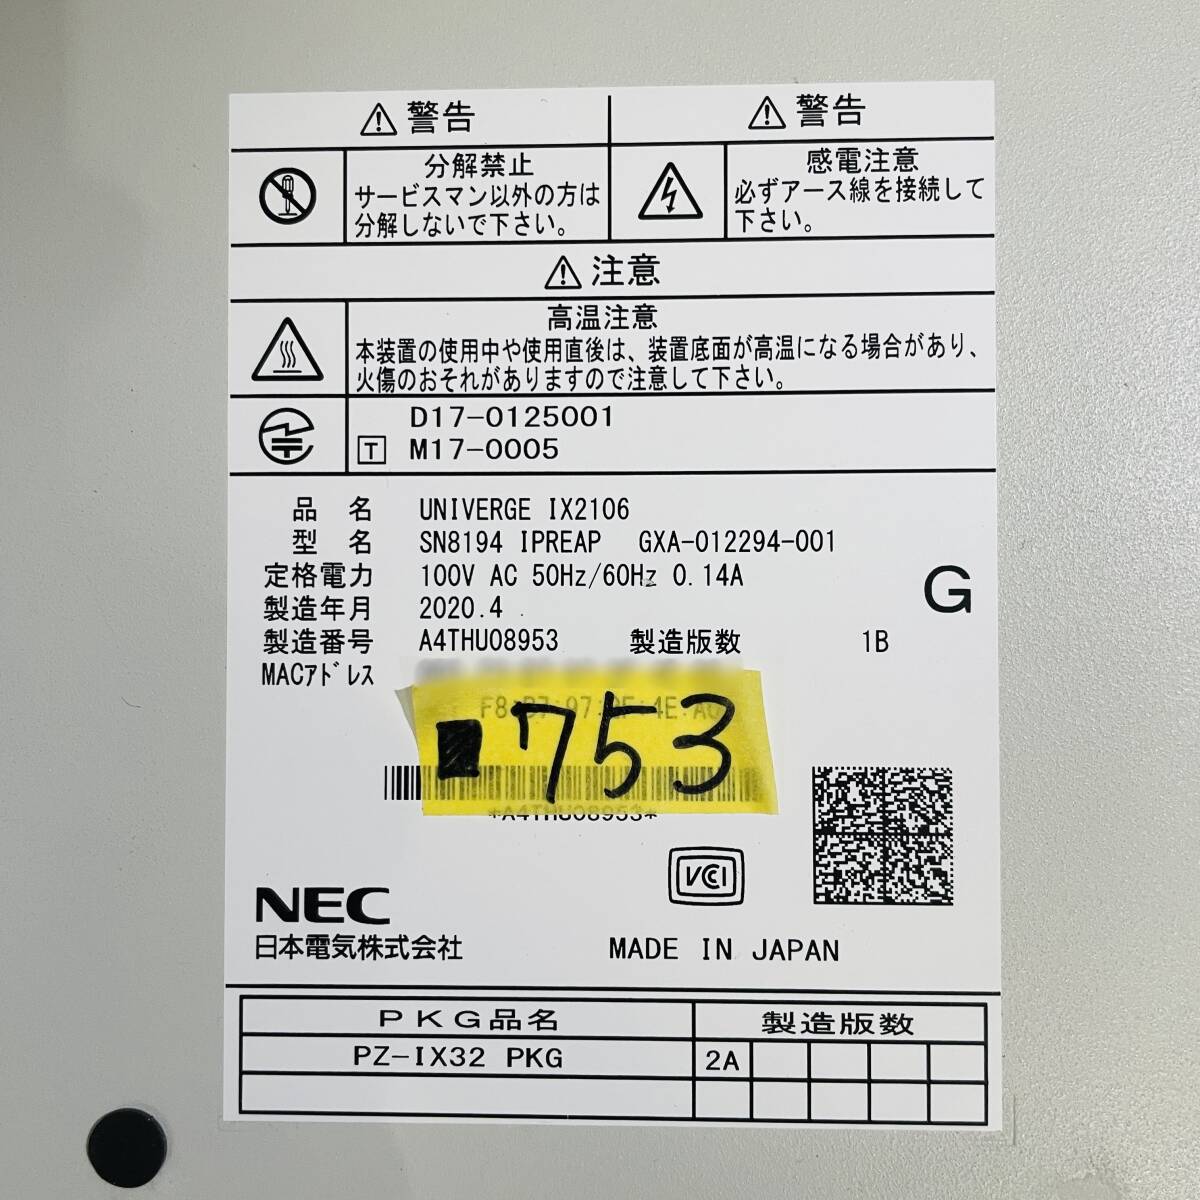 警告
警告
分解禁止
サービスマン以外の方は
分解しないで下さい。
感電注意
必ずアース線を接続して
下さい。
注意
高温注意
本装置の使用中や使用直後は、装置底面が高温になる場合があり、
火傷のおそれがありますので注意して下さい。
D17-0125001
T M17-0005
品名 UNIVERGE IX2106
型名 SN8194 IPREAP GXA-012294-001
定格電力 100V AC 50Hz/60Hz 0.14A
G
製造年月 2020.4
製造番号 A4THU08953 製造版数 1B
MACアドレス
753
*A4THU08953*
VCCI
NEC
日本電気株式会社 MADE IN JAPAN
PKG品名 製造版数
PZ-IX32 PKG 2A